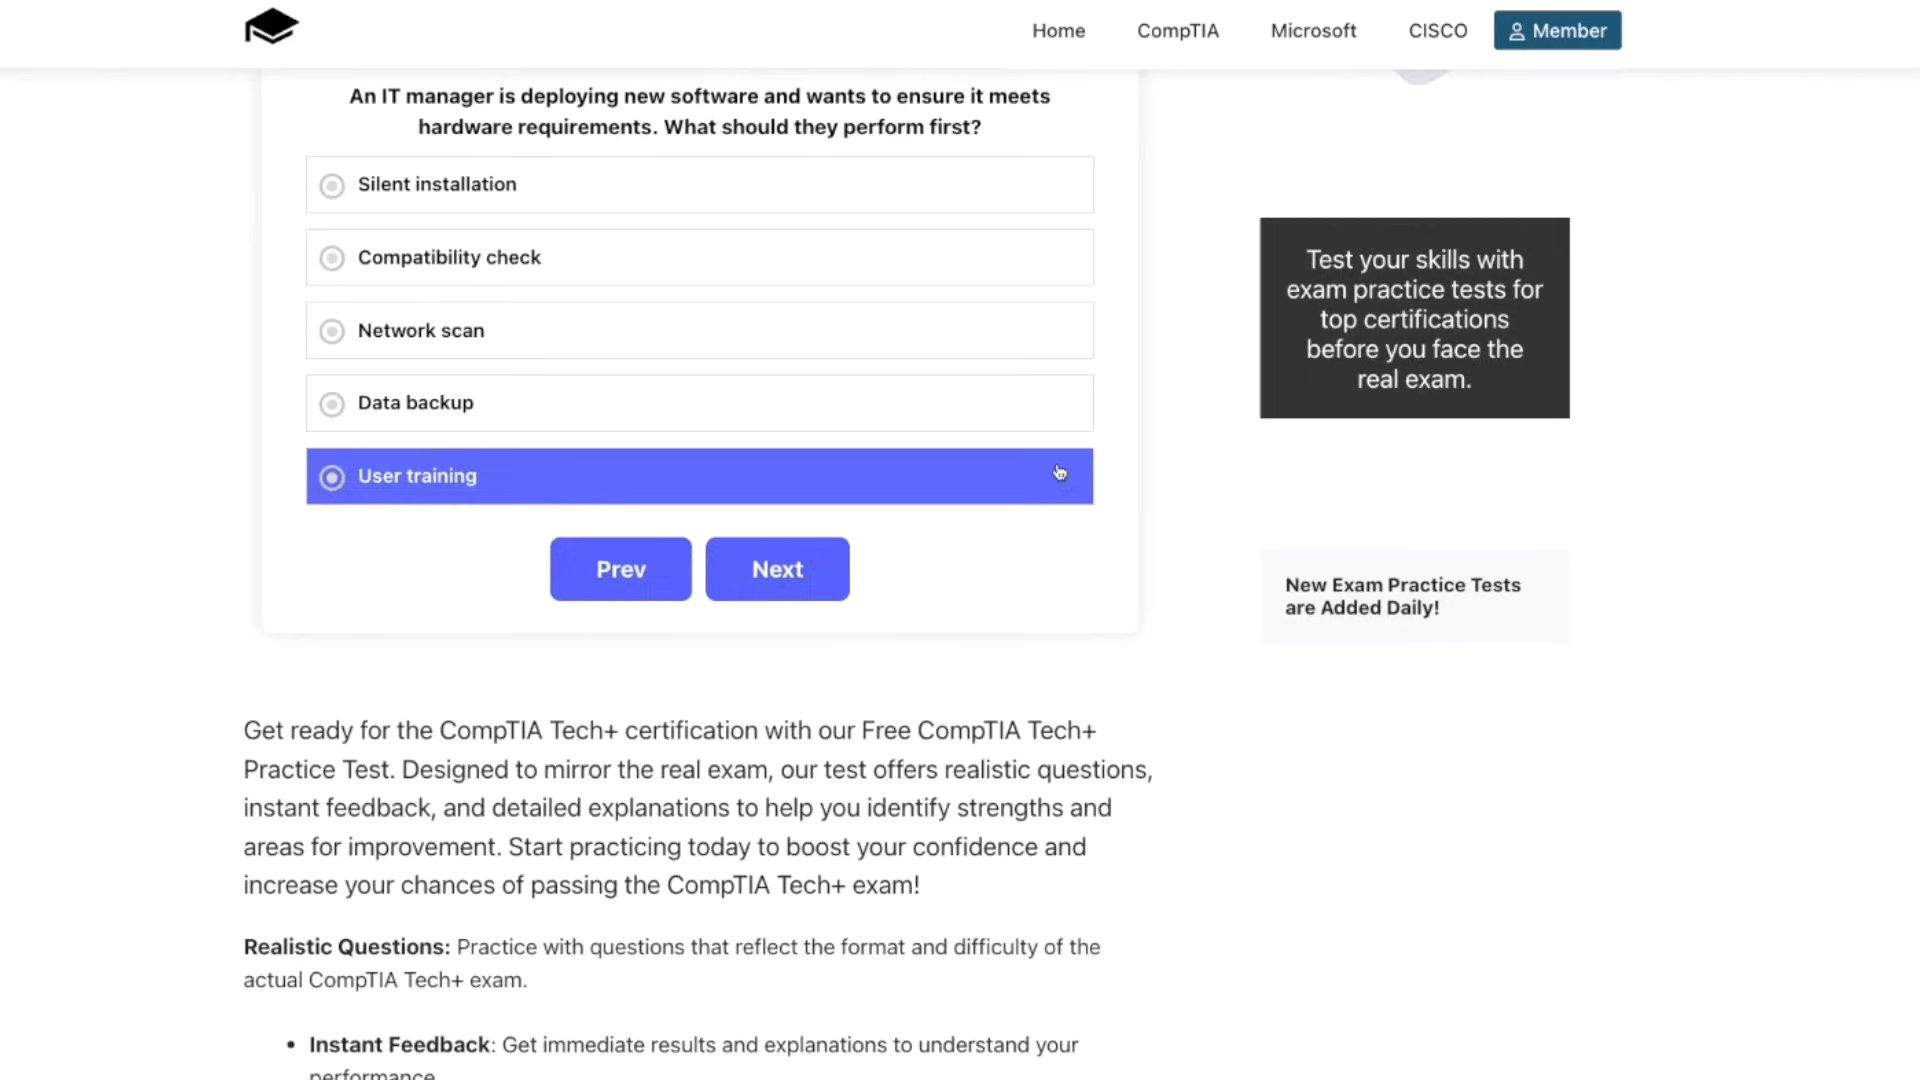 Home
CompTIA
Microsoft
CISCO
Member
An IT manager is deploying new software and wants to ensure it meets
hardware requirements. What should they perform first?
Silent installation
Compatibility check
Network scan
Data backup
User training
Prev
Next
Test your skills with
exam practice tests for
top certifications
before you face the
real exam.
New Exam Practice Tests
are Added Daily!
Get ready for the CompTIA Tech+ certification with our Free CompTIA Tech+
Practice Test. Designed to mirror the real exam, our test offers realistic questions,
instant feedback, and detailed explanations to help you identify strengths and
areas for improvement. Start practicing today to boost your confidence and
increase your chances of passing the CompTIA Tech+ exam!
Realistic Questions: Practice with questions that reflect the format and difficulty of the
actual CompTIA Tech+ exam.
• Instant Feedback: Get immediate results and explanations to understand your
performance.